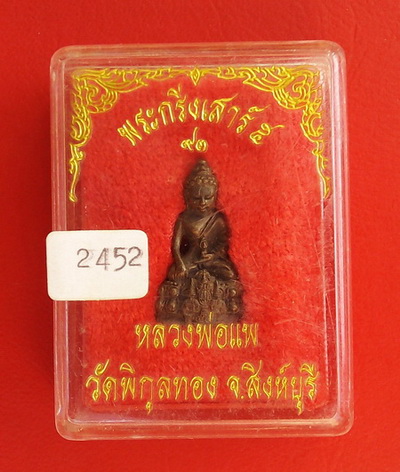 พระกริ่งเสาร์ ๕
๙๑
2452
หลวงพ่อแพ
วัดพิกุลทอง จ.สิงห์บุรี